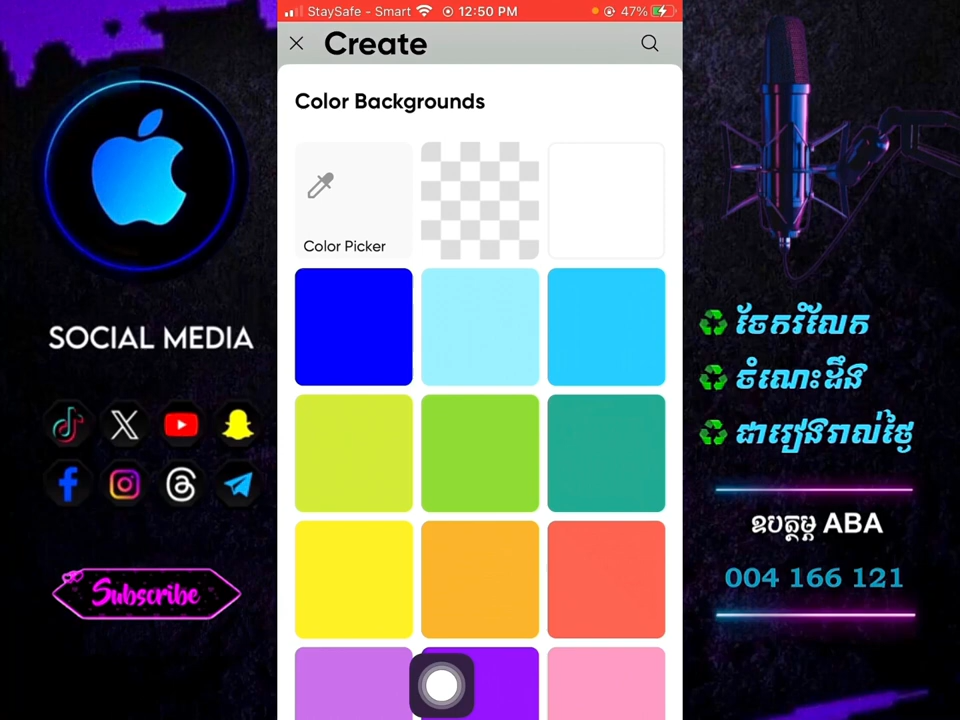 StaySafe - Smart 12:50 PM 47%
Create
Color Backgrounds
Color Picker
SOCIAL MEDIA
Subscribe
ចែករំលែក
ចំណេះដឹង
ជារៀងរាល់ថ្ងៃ
ឧបត្ថម្ភ ABA
004 166 121